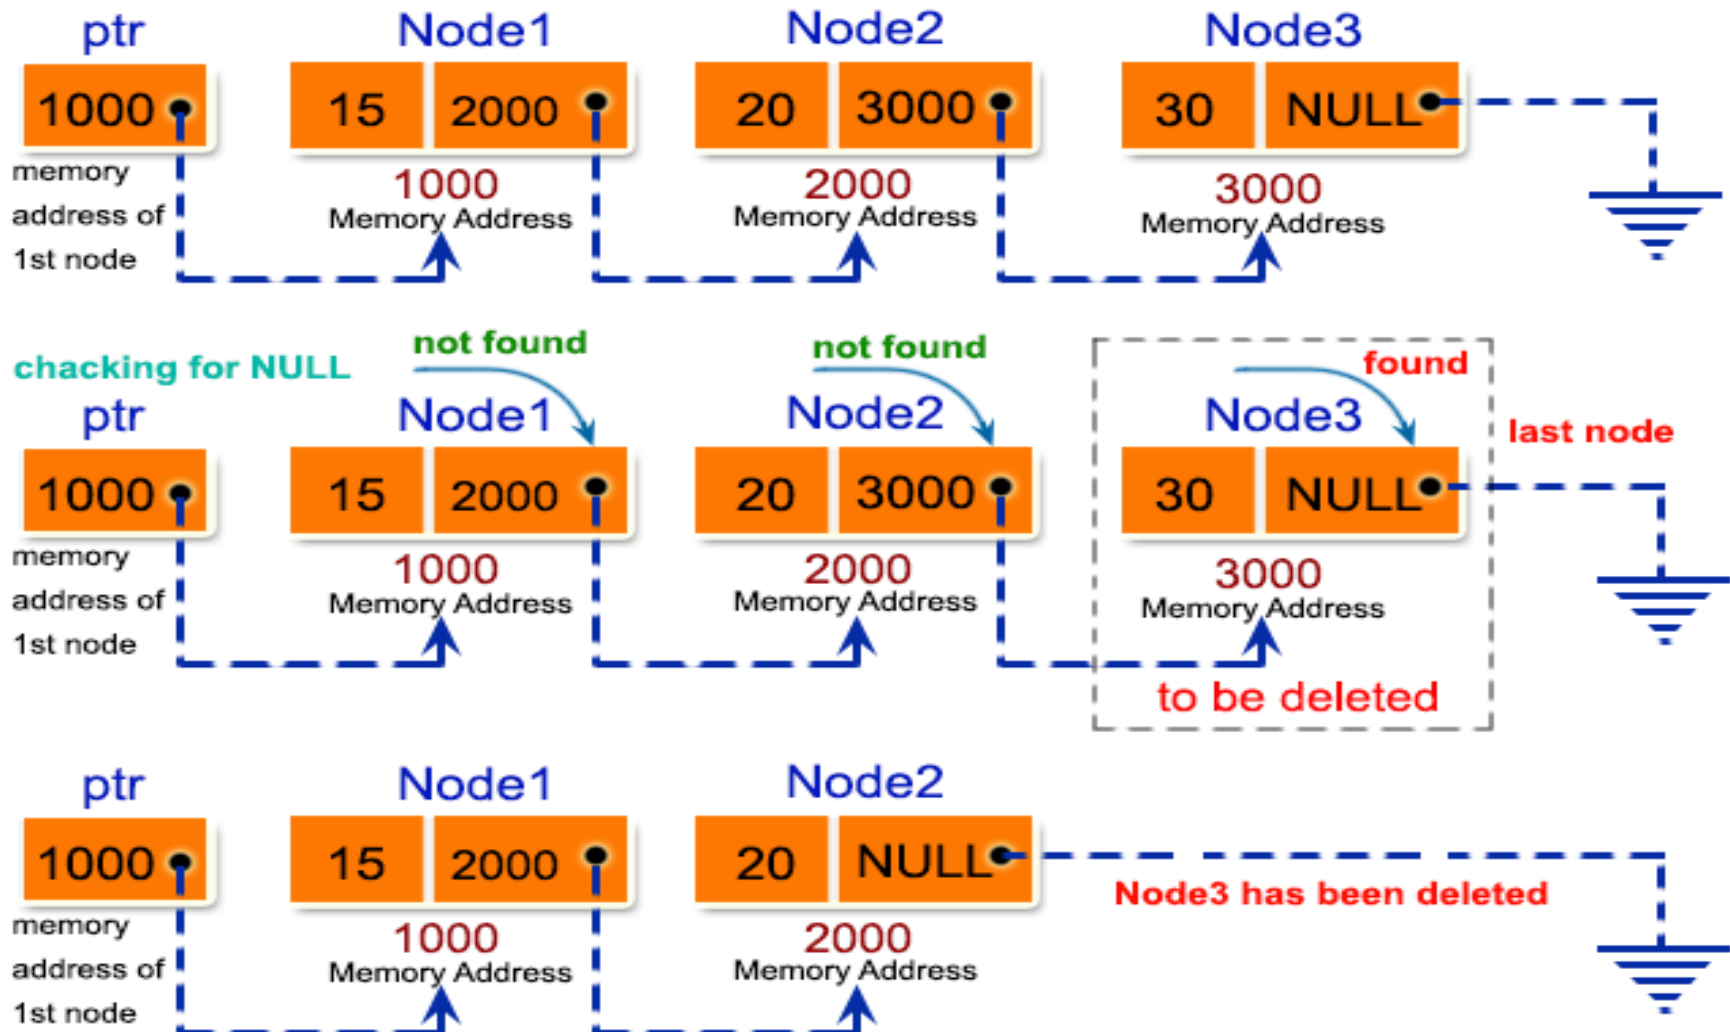 ptr Node1 Node2 Node3
1000 15 2000 20 3000 30 NULL
memory
address of
1st node
1000
Memory Address
2000
Memory Address
3000
Memory Address
chacking for NULL
not found
not found
found
ptr Node1 Node2 Node3
last node
1000 15 2000 20 3000 30 NULL
memory
address of
1st node
1000
Memory Address
2000
Memory Address
3000
Memory Address
to be deleted
ptr Node1 Node2
1000 15 2000 20 NULL
Node3 has been deleted
memory
address of
1st node
1000
Memory Address
2000
Memory Address